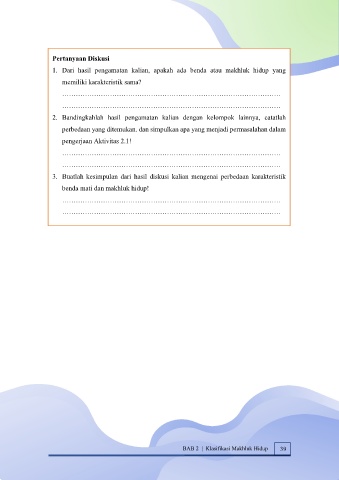 Pertanyaan Diskusi
1. Dari hasil pengamatan kalian, apakah ada benda atau makhluk hidup yang
memiliki karakteristik sama?
2. Bandingkahlah hasil pengamatan kalian dengan kelompok lainnya, catatlah
perbedaan yang ditemukan, dan simpulkan apa yang menjadi permasalahan dalam
pengerjaan Aktivitas 2.1!
3. Buatlah kesimpulan dari hasil diskusi kalian mengenai perbedaan karakteristik
benda mati dan makhluk hidup!
BAB 2 | Klasifikasi Makhluk Hidup 39